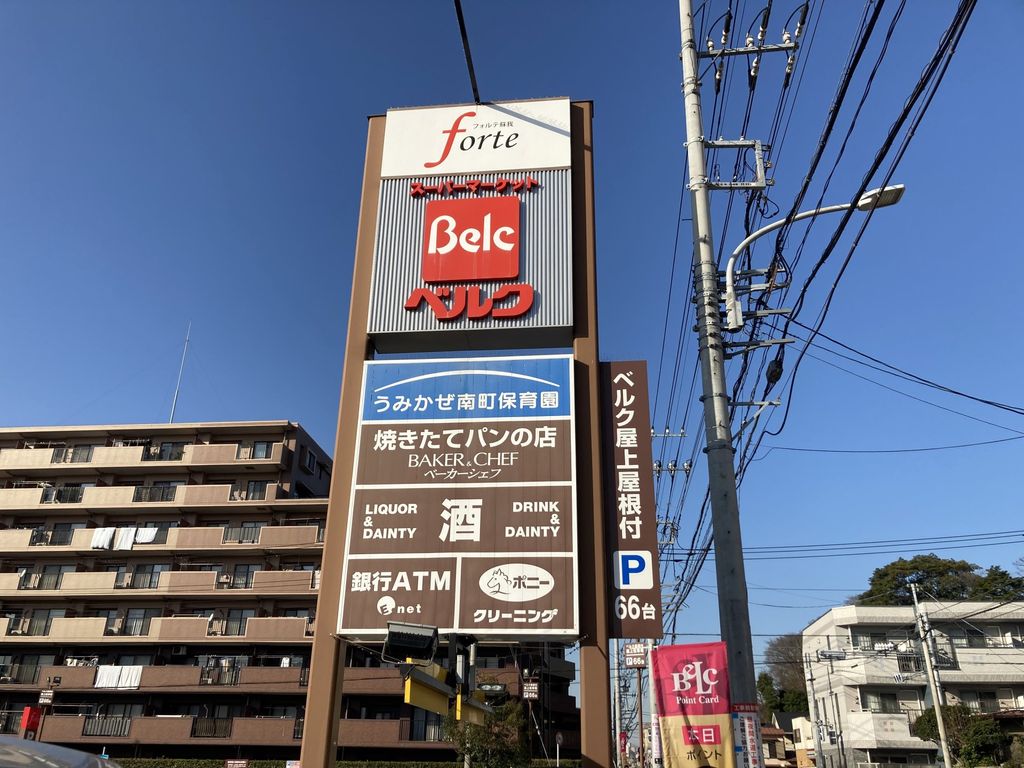 フォルテ蘇我
forte
スーパーマーケット
Belc
ベルク
うみかぜ南町保育園
焼きたてパンの店
BAKER & CHEF
ベーカーシェフ
LIQUOR & DAINTY
酒
DRINK & DAINTY
銀行ATM
Enet
ポニー
クリーニング
ベルク屋上屋根付
P
66台
BELC
Point Card
本日
ポイント